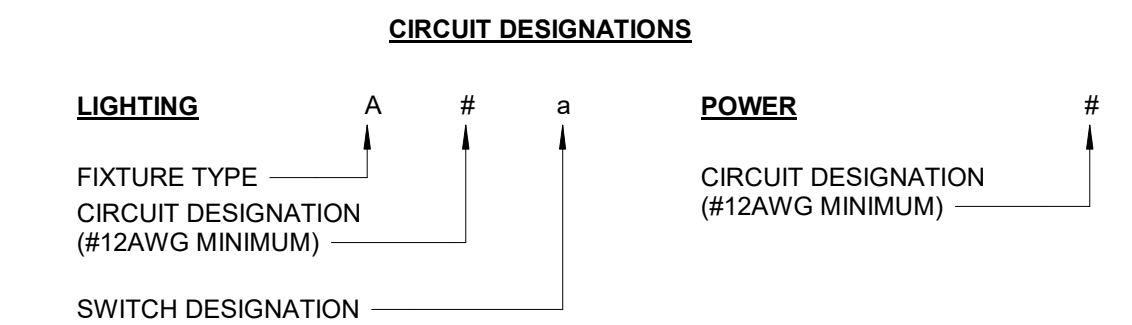 CIRCUIT DESIGNATIONS
LIGHTING A # a
FIXTURE TYPE
CIRCUIT DESIGNATION
(#12AWG MINIMUM)
SWITCH DESIGNATION
POWER #
CIRCUIT DESIGNATION
(#12AWG MINIMUM)